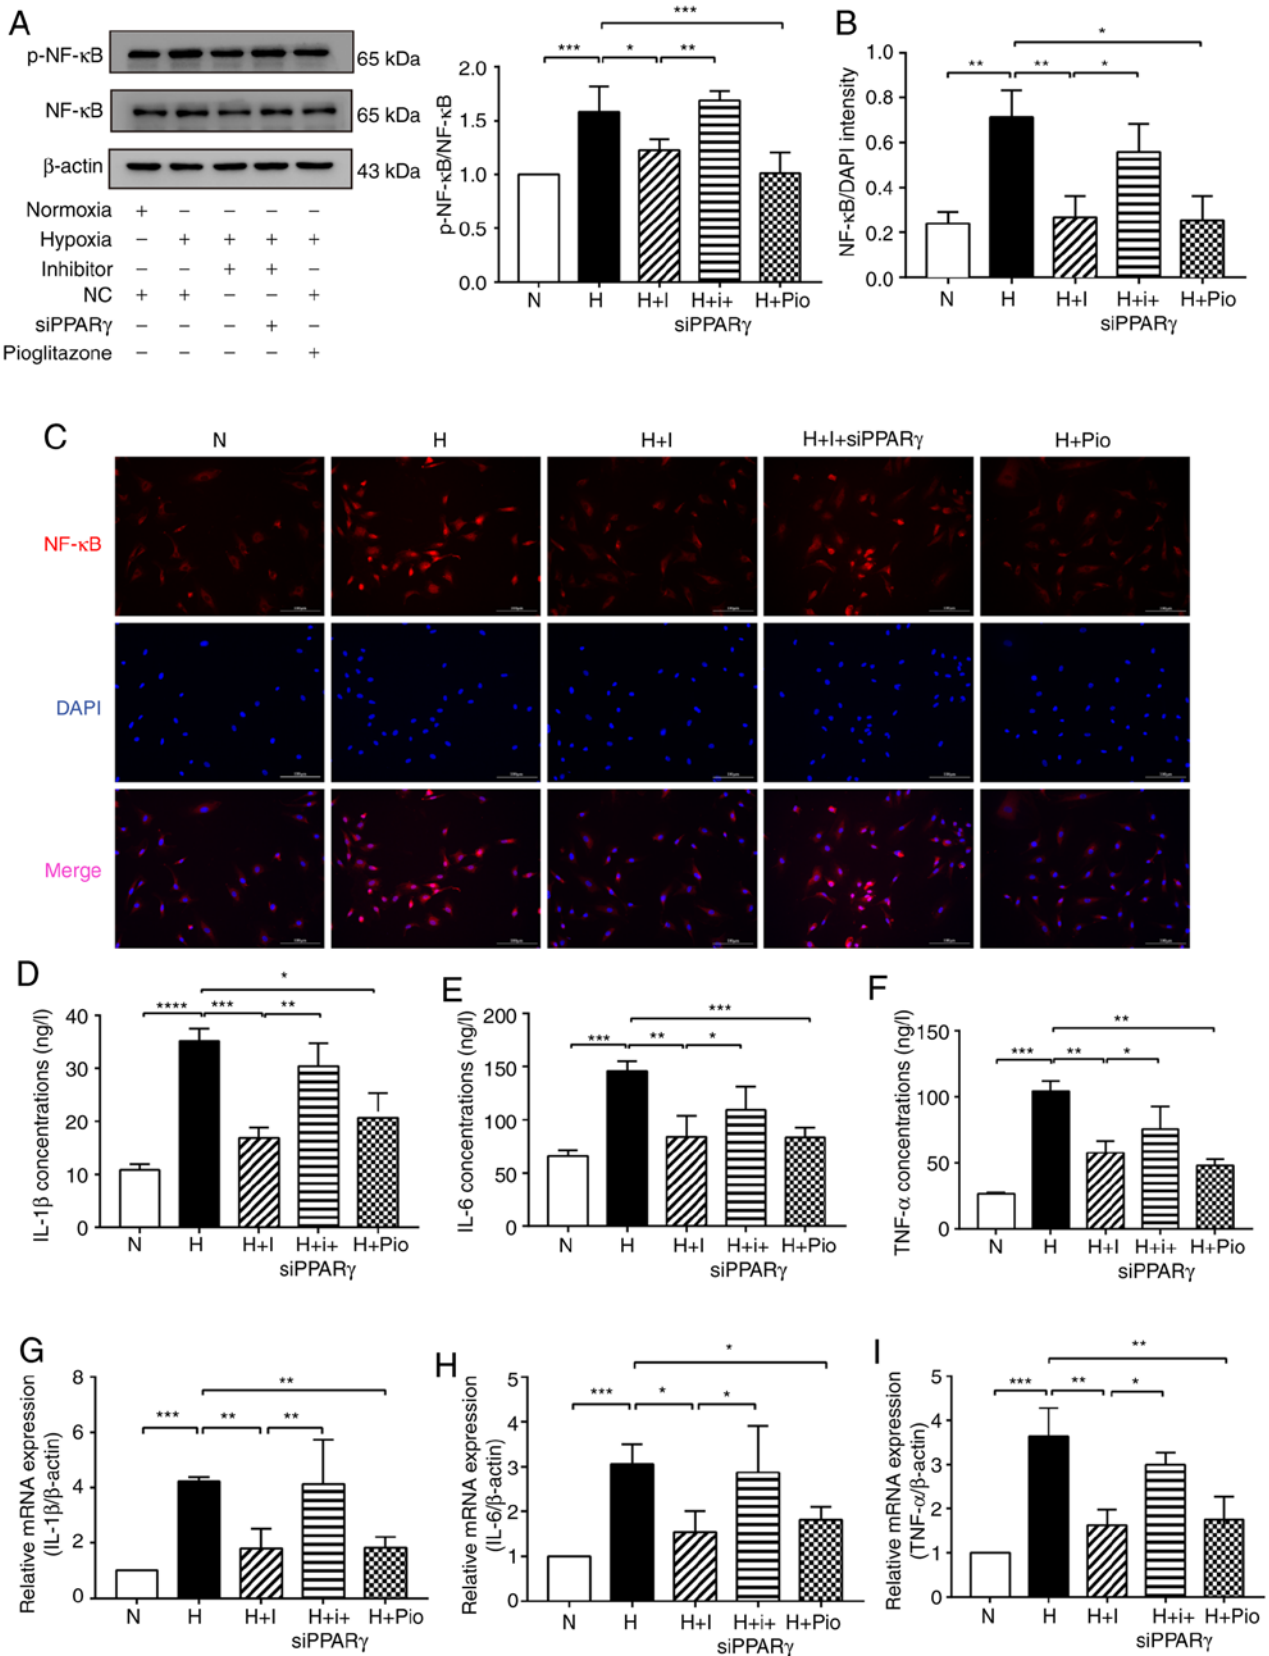 A
p-NF-κB
65 kDa
NF-κB
65 kDa
β-actin
43 kDa
Normoxia + – – – –
Hypoxia – + + + +
Inhibitor – – + + –
NC + + – – +
siPPARγ – – – + –
Pioglitazone – – – – +
***
*** * **
p-NF-κB/NF-κB
2.0
1.5
1.0
0.5
0.0
N H H+I H+i+ H+Pio
siPPARγ
B
*
** ** *
NF-κB/DAPI intensity
1.0
0.8
0.6
0.4
0.2
0.0
N H H+I H+i+ H+Pio
siPPARγ
C
N H H+I H+I+siPPARγ H+Pio
NF-κB
DAPI
Merge
D
*
**** *** **
IL-1β concentrations (ng/l)
40
30
20
10
0
N H H+I H+i+ H+Pio
siPPARγ
E
***
*** ** *
IL-6 concentrations (ng/l)
200
150
100
50
0
N H H+I H+i+ H+Pio
siPPARγ
F
**
*** ** *
TNF-α concentrations (ng/l)
150
100
50
0
N H H+I H+i+ H+Pio
siPPARγ
G
**
*** ** **
Relative mRNA expression
(IL-1β/β-actin)
8
6
4
2
0
N H H+I H+i+ H+Pio
siPPARγ
H
*
*** * *
Relative mRNA expression
(IL-6/β-actin)
5
4
3
2
1
0
N H H+I H+i+ H+Pio
siPPARγ
I
**
*** ** *
Relative mRNA expression
(TNF-α/β-actin)
5
4
3
2
1
0
N H H+I H+i+ H+Pio
siPPARγ